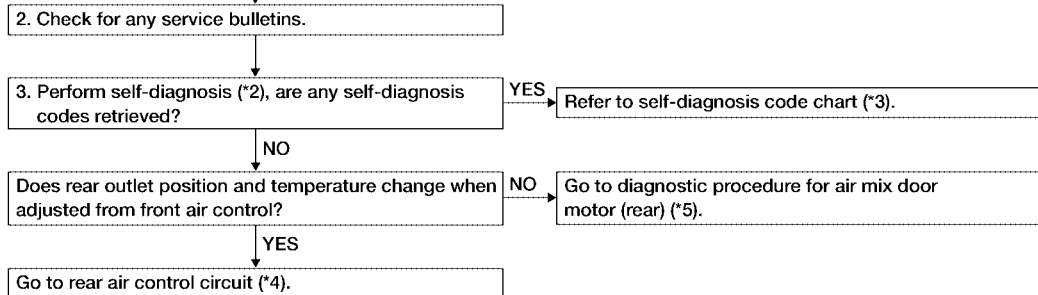 2. Check for any service bulletins.
3. Perform self-diagnosis (*2), are any self-diagnosis
codes retrieved?
YES
Refer to self-diagnosis code chart (*3).
NO
Does rear outlet position and temperature change when
adjusted from front air control?
NO
Go to diagnostic procedure for air mix door
motor (rear) (*5).
YES
Go to rear air control circuit (*4).